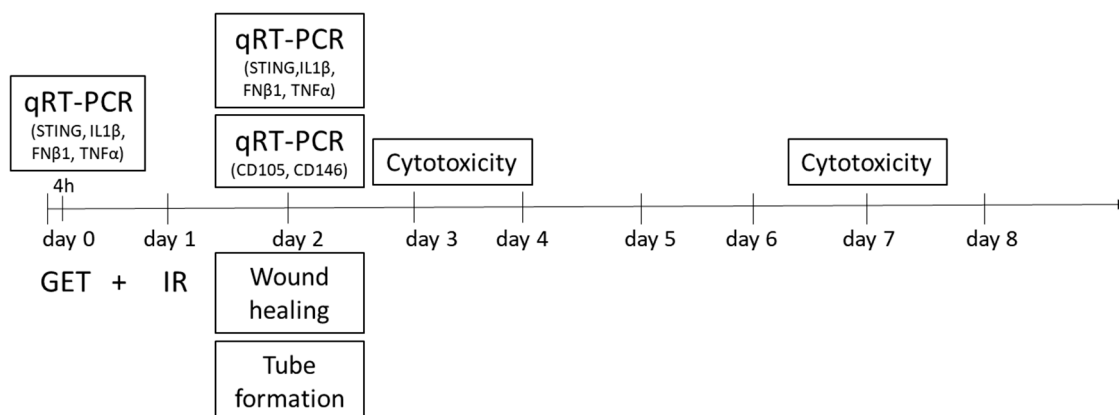 qRT-PCR
(STING,IL1β,
FNβ1, TNFα)
qRT-PCR
(STING, IL1β,
FNβ1, TNFα)
qRT-PCR
(CD105, CD146)
Cytotoxicity
Cytotoxicity
4h
day 0
day 1
day 2
day 3
day 4
day 5
day 6
day 7
day 8
GET + IR
Wound
healing
Tube
formation